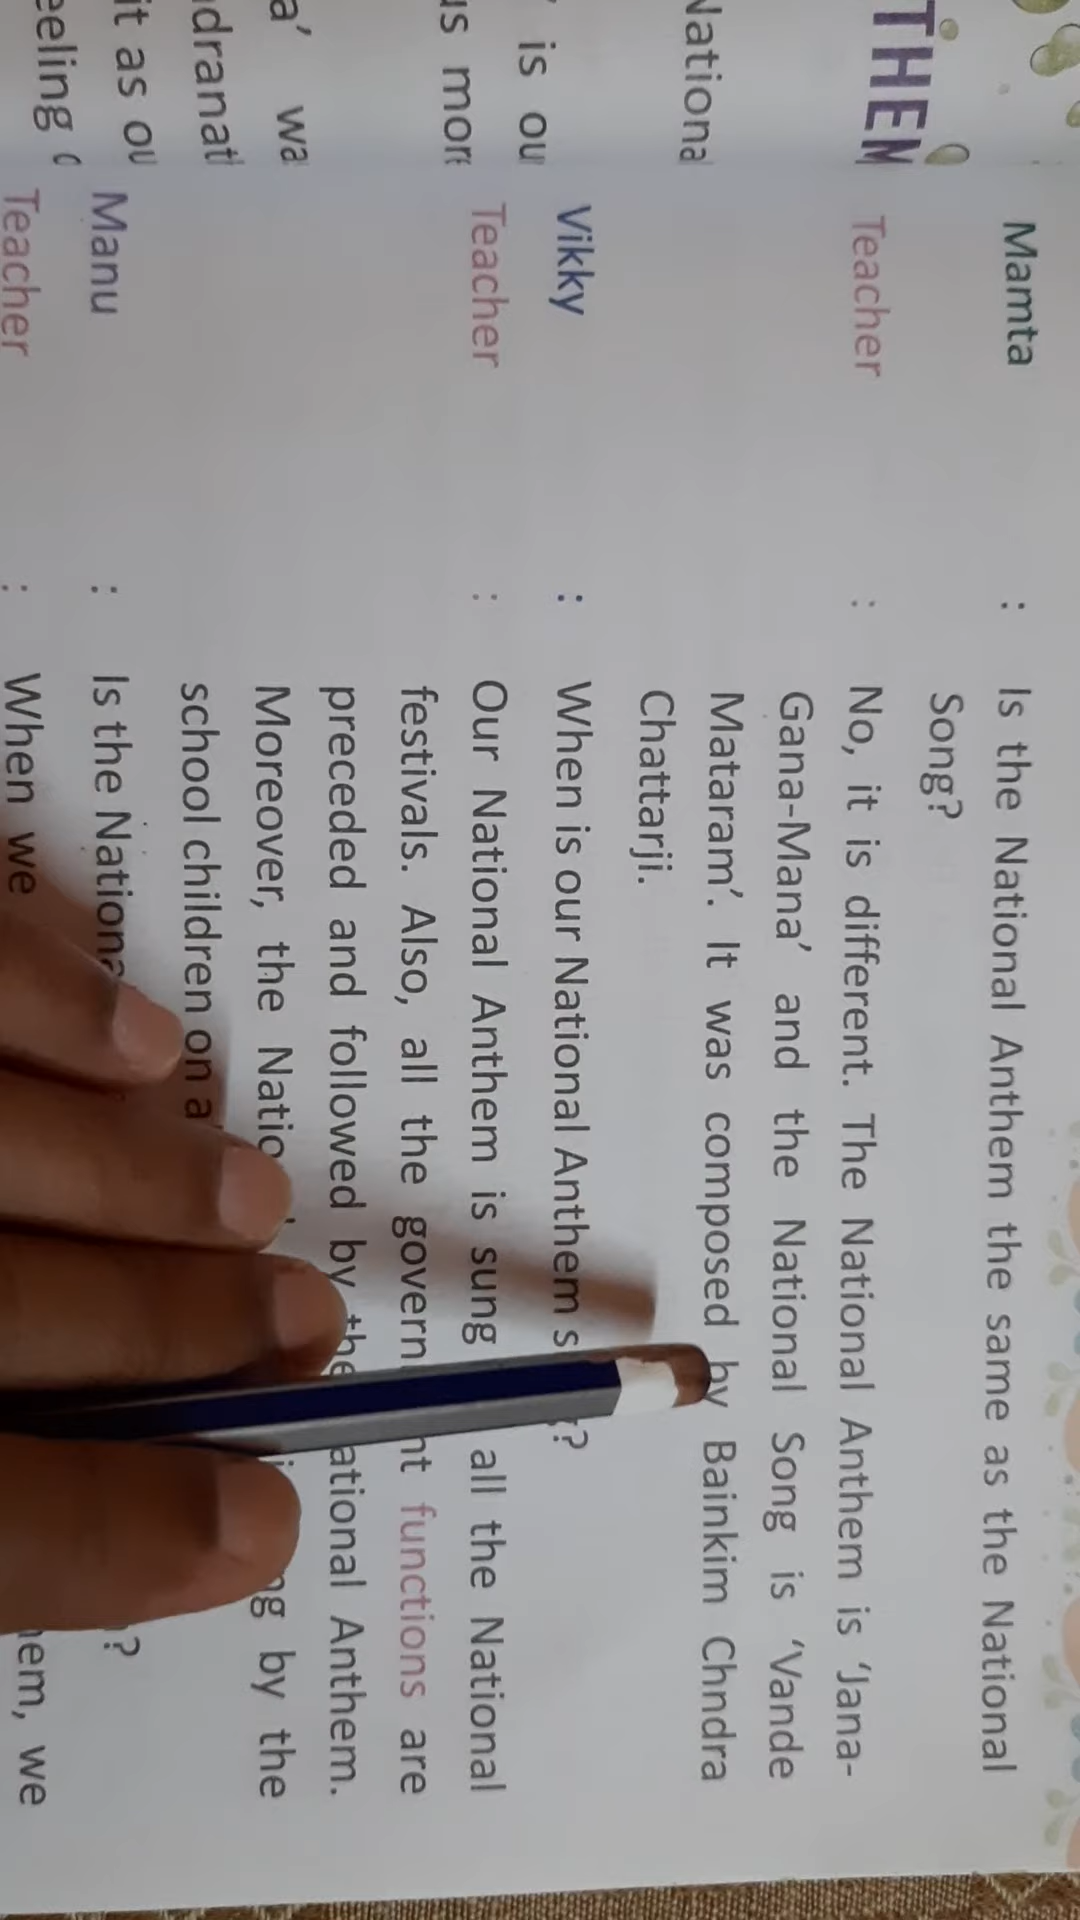 THEM
Nationa
is ou
us more
a' wa
it as ou
eeling
Mamta : Is the National Anthem the same as the National
Song?
Teacher : No, it is different. The National Anthem is 'Jana-
Gana-Mana' and the National Song is 'Vande
Mataram'. It was composed by Bainkim Chndra
Chattarji.
Vikky : When is our National Anthem s ?
Teacher : Our National Anthem is sung all the National
festivals. Also, all the govern nt functions are
preceded and followed by the ational Anthem.
Moreover, the Natio ng by the
school children on a
Manu : Is the Nationa ?
Teacher : When we em, we